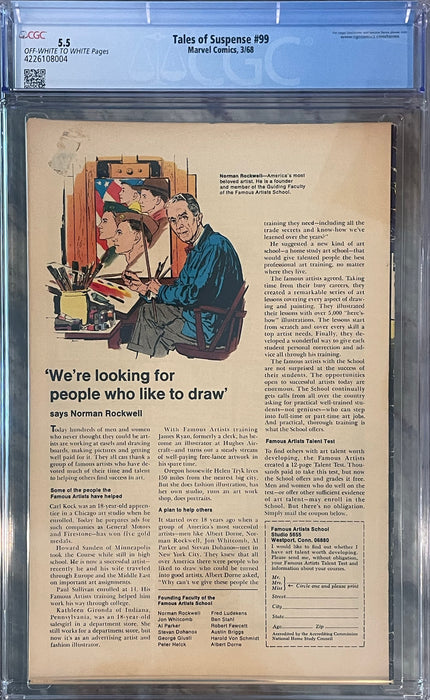 CGC
5.5
OFF-WHITE TO WHITE Pages
4226108004
Tales of Suspense #99
Marvel Comics, 3/68
Norman Rockwell—America's most
beloved artist. He is a founder
and member of the Guiding Faculty
of the Famous Artists School.
'We're looking for
people who like to draw'
says Norman Rockwell
Today hundreds of men and women
who never thought they could be art-
ists are working at easels and drawing
boards, making pictures and getting
well paid for it. They all can thank a
group of famous artists who have de-
voted much of their time and talent
to helping others find success in art.
Some of the people the
Famous Artists have helped
Carl Kock was an 18-year-old appren-
tice in a Chicago art studio when he
enrolled. Today he prepares ads for
such companies as General Motors
and Firestone—has won five gold
medals.
Howard Sanden of Minneapolis
took the Course while still in high
school. He is now a successful artist—
recently he and his wife traveled
through Europe and the Middle East
on important art assignments.
Paul Sullivan enrolled at 14. His
Famous Artists training helped him
work his way through college.
Kathleen Gironda of Indiana,
Pennsylvania, was an 18-year-old
salesgirl in a department store. She
still works for a department store, but
now it's as an advertising artist and
fashion illustrator.
With Famous Artists training
James Ryan, formerly a clerk, has be-
come an illustrator at Hughes Air-
craft—and turns out a steady stream
of well-paying free-lance artwork in
his spare time.
Oregon housewife Helen Tryk lives
150 miles from the nearest big city.
But she does fashion illustration, has
her own studio, runs an art work
shop, does portraits.
A plan to help others
It started over 18 years ago when a
group of America's most successful
artists—men like Albert Dorne, Nor-
man Rockwell, Jon Whitcomb, Al
Parker and Stevan Dohanos—met in
New York City. They knew that all
over America there were people who
wanted to draw who could be turned
into good artists. Albert Dorne asked,
"Why can't we give these people the
Founding Faculty of the
Famous Artists School
Norman Rockwell
Jon Whitcomb
Al Parker
Stevan Dohanos
George Giusti
Peter Helck
Fred Ludekens
Ben Stahl
Robert Fawcett
Austin Briggs
Harold Von Schmidt
Albert Dorne
training they need—including all the
trade secrets and know-how we've
learned over the years?"
He suggested a new kind of art
school—a home study art school—that
would give talented people the best
professional art training, no matter
where they live.
The famous artists agreed. Taking
time from their busy careers, they
created a remarkable series of art
lessons covering every aspect of draw-
ing and painting. They illustrated
their lessons with over 5,000 "here's
how" illustrations. The lessons start
from scratch and cover every skill a
top artist needs. Finally, they de-
veloped a wonderful way to give each
student personal correction and ad-
vice all through his training.
The famous artists with the School
are not surprised at the success of
their students. The opportunities
open to successful artists today are
enormous. The School continually
gets calls from all over the country
asking for practical well-trained stu-
dents—not geniuses—who can step
into full-time or part-time art jobs.
And practical, thorough training is
what the School offers.
Famous Artists Talent Test
To find others with art talent worth
developing, the Famous Artists
created a 12-page Talent Test. Thou-
sands paid to take this test, but now
the School offers and grades it free.
Men and women who do well on the
test—or offer other sufficient evidence
of art talent—may enroll in the
School. But there's no obligation.
Simply mail the coupon below.
Famous Artists School
Studio 5655
Westport, Conn. 06880
I would like to find out whether I
have art talent worth developing.
Please send me, without obligation,
your Famous Artists Talent Test and
information about your courses.
Mr.
Mrs.
Miss
Circle one and please print
Street
City
State
Age Zip
Accredited by the Accrediting Commission
National Home Study Council